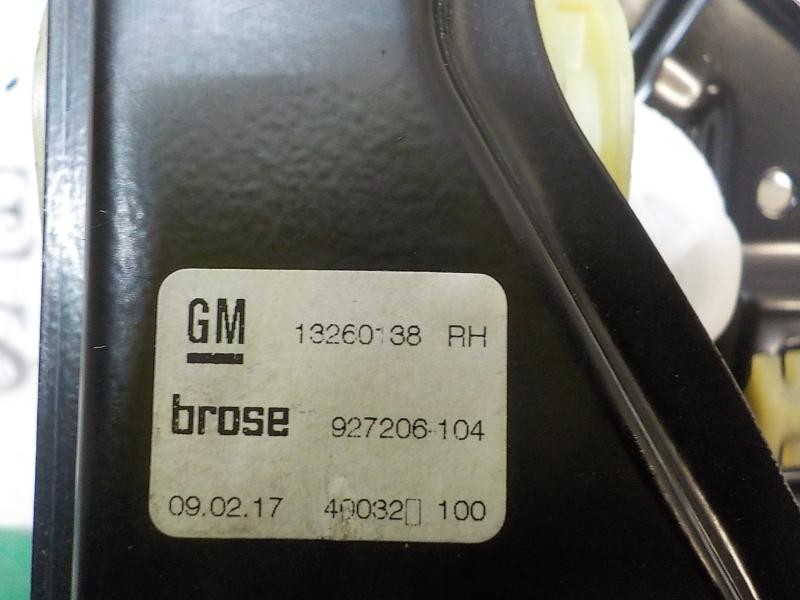 GM 13260138 RH
brose 927206-104
09.02.17 40032▯ 100